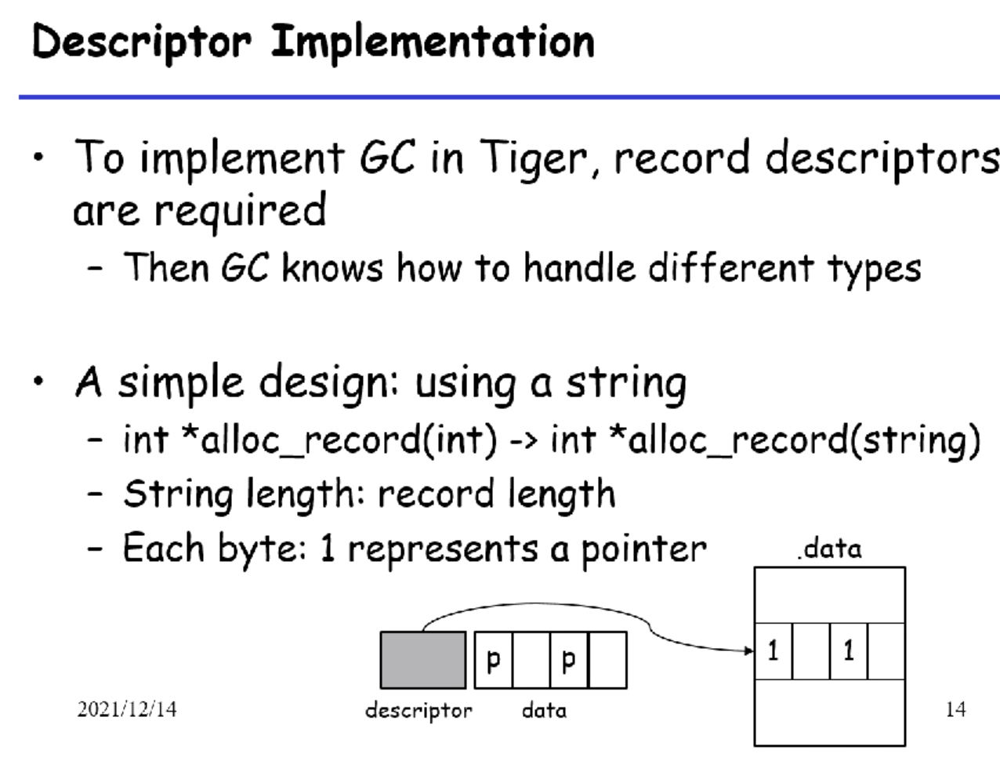 Descriptor Implementation
• To implement GC in Tiger, record descriptors
are required
– Then GC knows how to handle different types
• A simple design: using a string
– int *alloc_record(int) -> int *alloc_record(string)
– String length: record length
– Each byte: 1 represents a pointer
.data
p p
1 1
descriptor data
2021/12/14
14